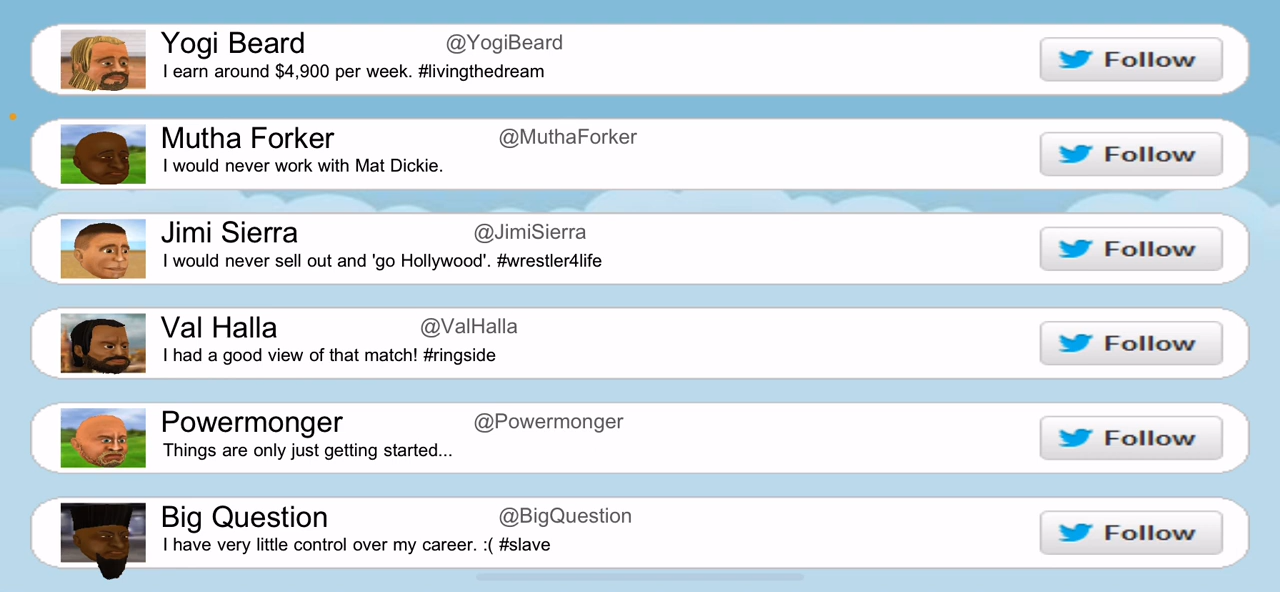 Yogi Beard @YogiBeard Follow
I earn around $4,900 per week. #livingthedream
Mutha Forker @MuthaForker Follow
I would never work with Mat Dickie.
Jimi Sierra @JimiSierra Follow
I would never sell out and 'go Hollywood'. #wrestler4life
Val Halla @ValHalla Follow
I had a good view of that match! #ringside
Powermonger @Powermonger Follow
Things are only just getting started...
Big Question @BigQuestion Follow
I have very little control over my career. :( #slave